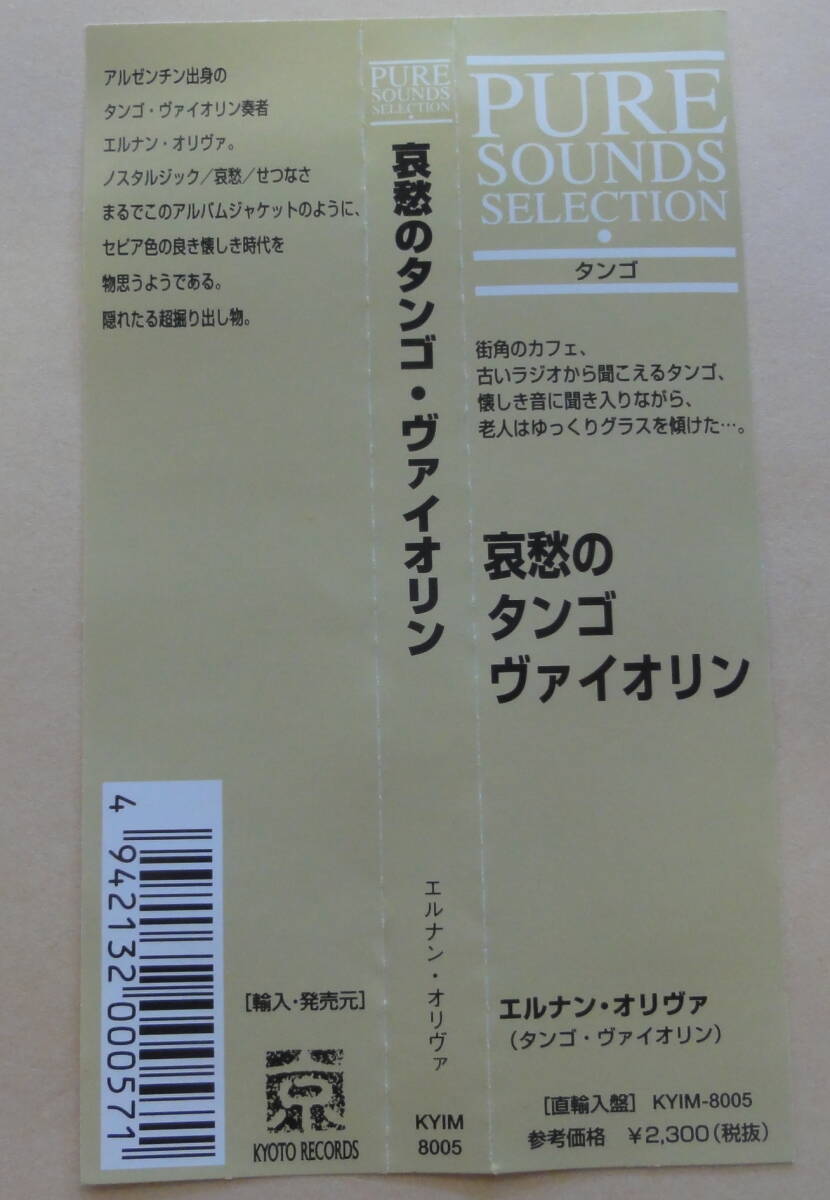 アルゼンチン出身の
タンゴ・ヴァイオリン奏者
エルナン・オリヴァ。
ノスタルジック／哀愁／せつなさ
まるでこのアルバムジャケットのように、
セピア色の良き懐しき時代を
物思うようである。
隠れたる超掘り出し物。
4 942132 000571
[輸入・発売元]
京
KYOTO RECORDS
PURE
SOUNDS
SELECTION
哀愁のタンゴ・ヴァイオリン
エルナン・オリヴァ
KYIM
8005
PURE
SOUNDS
SELECTION
タンゴ
街角のカフェ、
古いラジオから聞こえるタンゴ、
懐しき音に聞き入りながら、
老人はゆっくりグラスを傾けた…。
哀愁の
タンゴ
ヴァイオリン
エルナン・オリヴァ
（タンゴ・ヴァイオリン）
[直輸入盤] KYIM-8005
参考価格 ￥2,300（税抜）